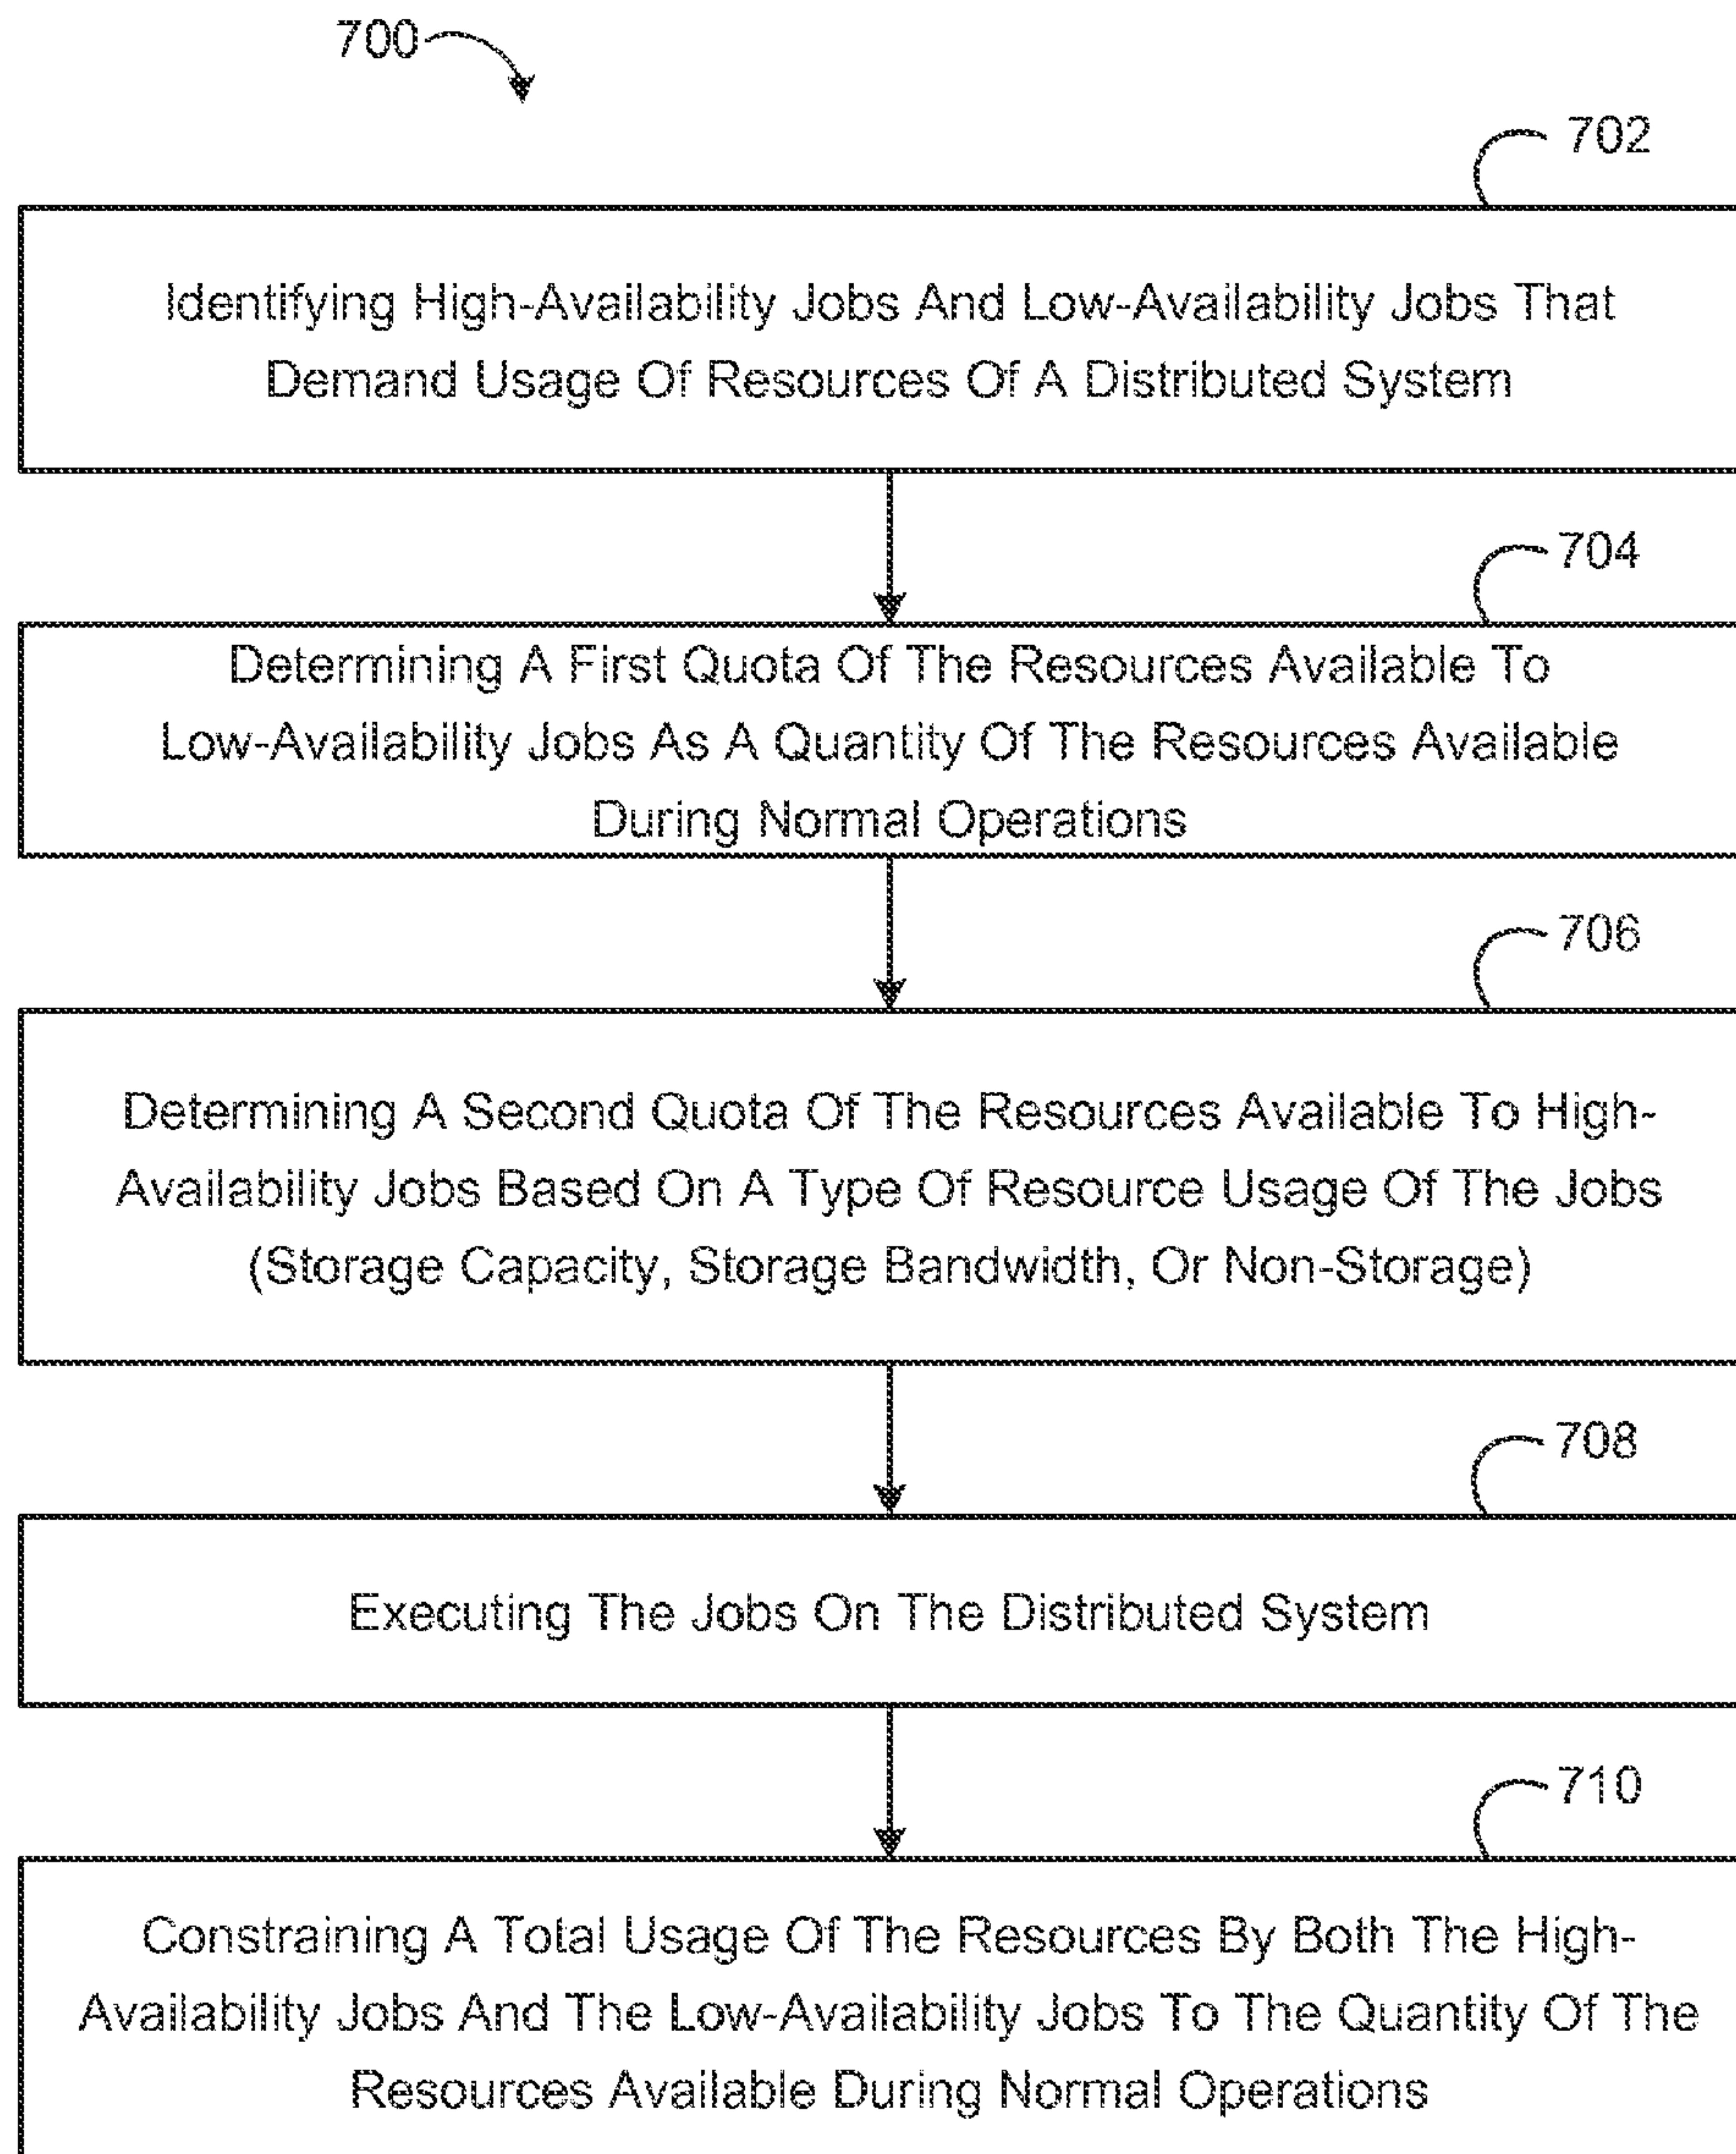 700
702
Identifying High-Availability Jobs And Low-Availability Jobs That
Demand Usage Of Resources Of A Distributed System
704
Determining A First Quota Of The Resources Available To
Low-Availability Jobs As A Quantity Of The Resources Available
During Normal Operations
706
Determining A Second Quota Of The Resources Available To High-
Availability Jobs Based On A Type Of Resource Usage Of The Jobs
(Storage Capacity, Storage Bandwidth, Or Non-Storage)
708
Executing The Jobs On The Distributed System
710
Constraining A Total Usage Of The Resources By Both The High-
Availability Jobs And The Low-Availability Jobs To The Quantity Of The
Resources Available During Normal Operations